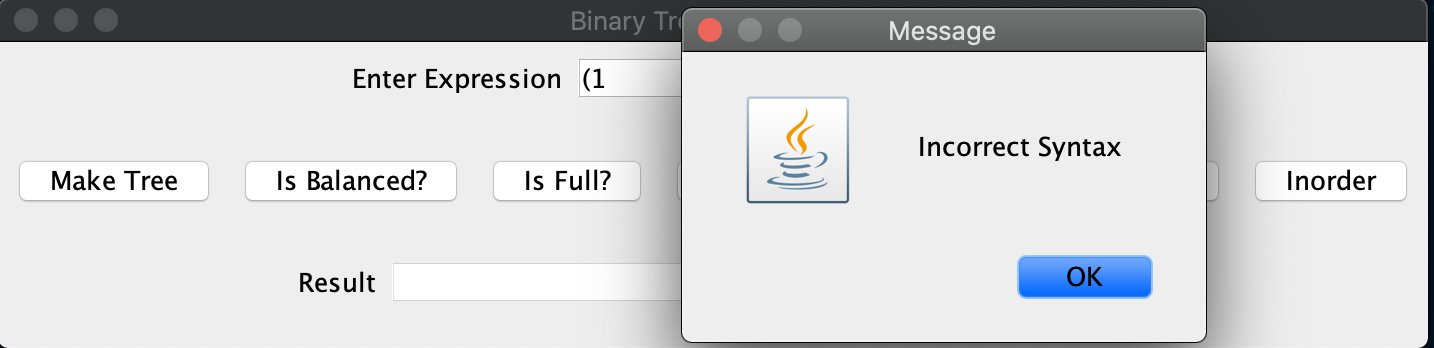 Binary Tre
Message
Enter Expression (1
Incorrect Syntax
Make Tree Is Balanced? Is Full? Inorder
OK
Result